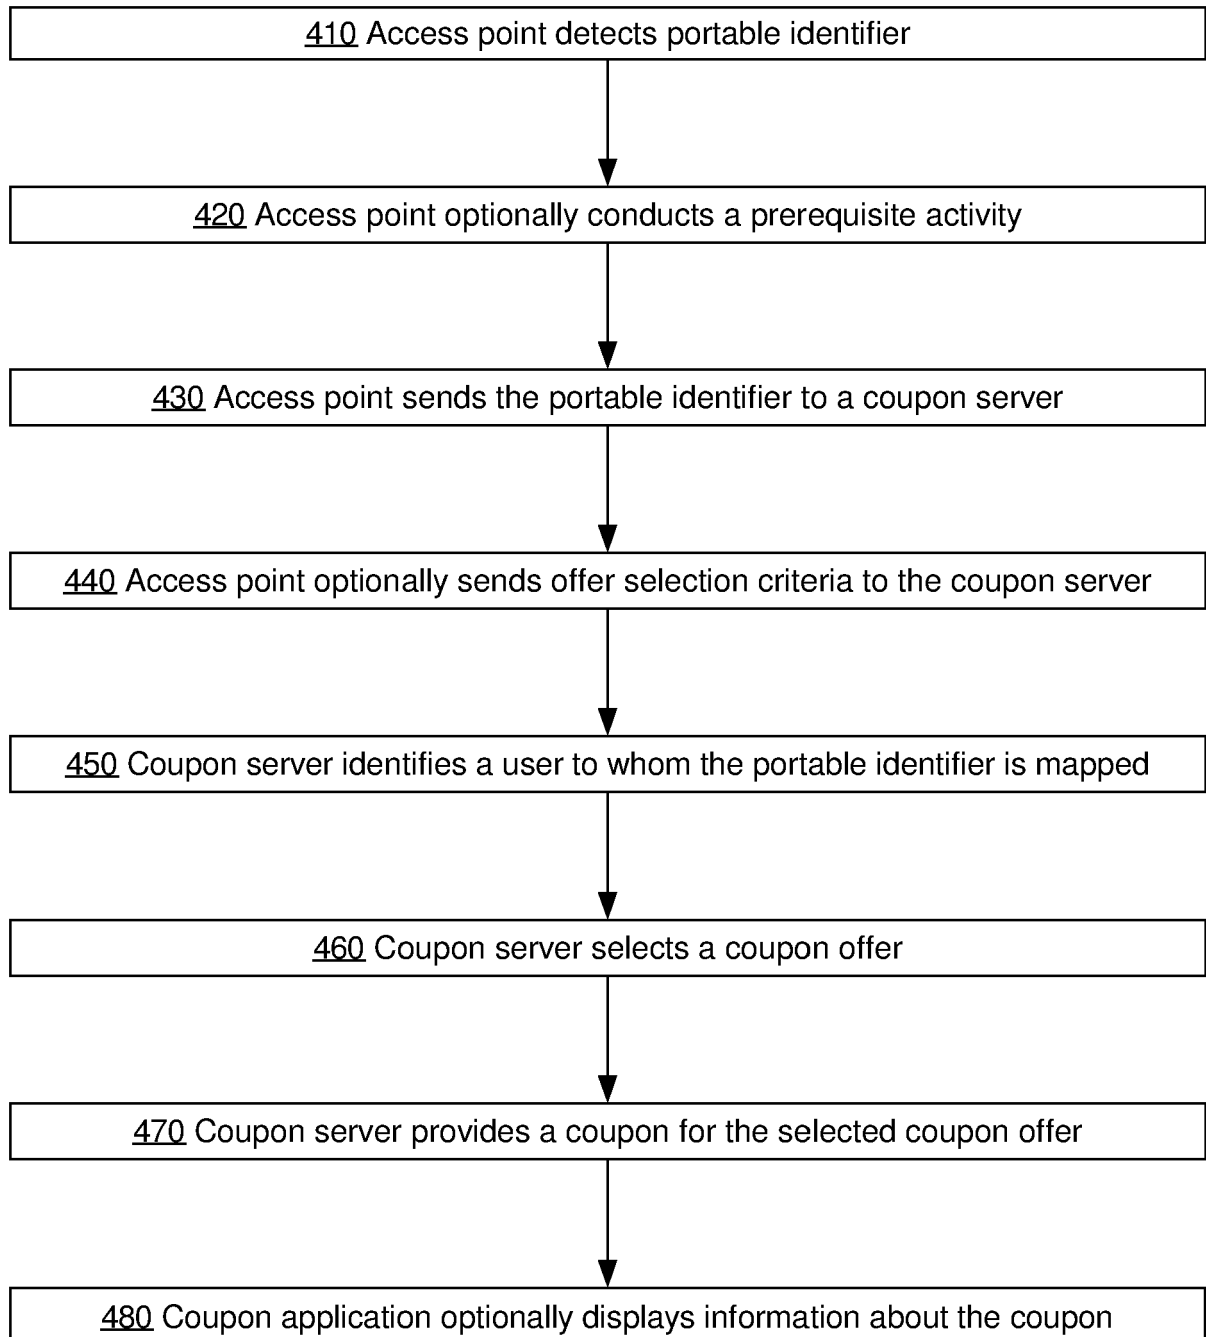 410 Access point detects portable identifier
420 Access point optionally conducts a prerequisite activity
430 Access point sends the portable identifier to a coupon server
440 Access point optionally sends offer selection criteria to the coupon server
450 Coupon server identifies a user to whom the portable identifier is mapped
460 Coupon server selects a coupon offer
470 Coupon server provides a coupon for the selected coupon offer
480 Coupon application optionally displays information about the coupon